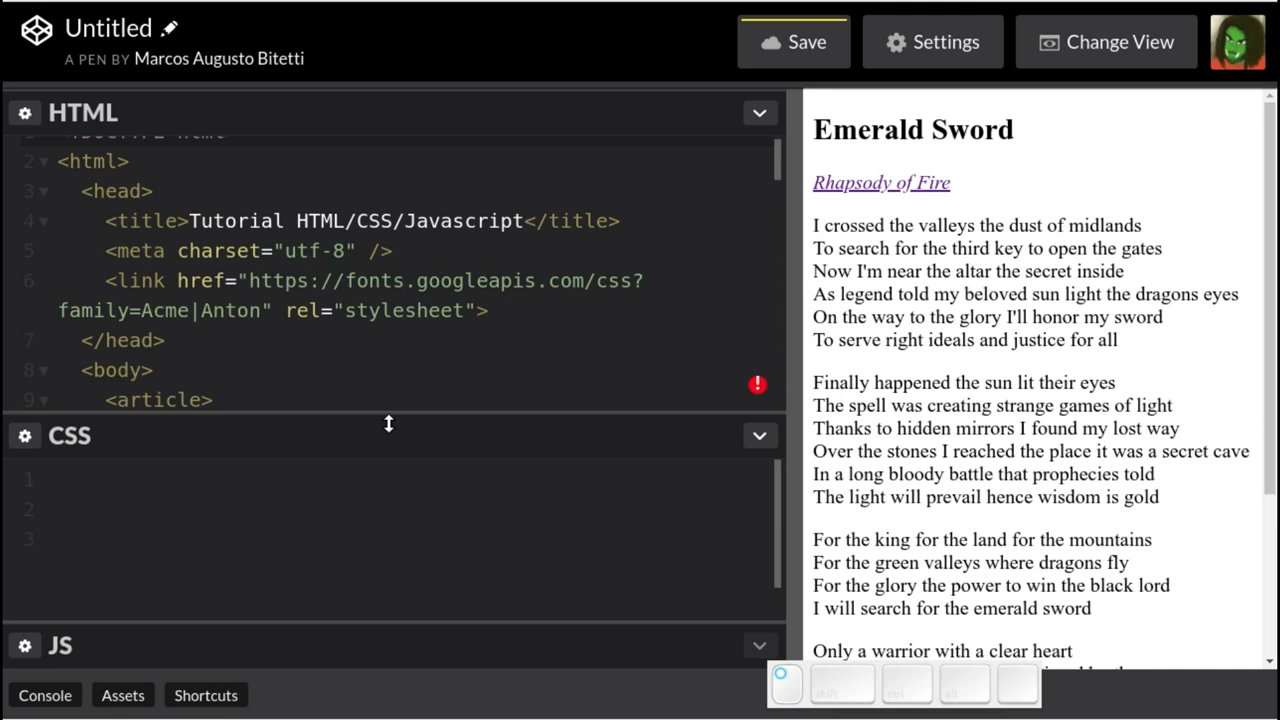 Untitled
A PEN BY Marcos Augusto Bitetti
Save
Settings
Change View
HTML
2 <html>
3 <head>
4 <title>Tutorial HTML/CSS/Javascript</title>
5 <meta charset="utf-8" />
6 <link href="https://fonts.googleapis.com/css?
family=Acme|Anton" rel="stylesheet">
7 </head>
8 <body>
9 <article>
CSS
1
2
3
JS
Console
Assets
Shortcuts
Emerald Sword
Rhapsody of Fire
I crossed the valleys the dust of midlands
To search for the third key to open the gates
Now I'm near the altar the secret inside
As legend told my beloved sun light the dragons eyes
On the way to the glory I'll honor my sword
To serve right ideals and justice for all
Finally happened the sun lit their eyes
The spell was creating strange games of light
Thanks to hidden mirrors I found my lost way
Over the stones I reached the place it was a secret cave
In a long bloody battle that prophecies told
The light will prevail hence wisdom is gold
For the king for the land for the mountains
For the green valleys where dragons fly
For the glory the power to win the black lord
I will search for the emerald sword
Only a warrior with a clear heart
shift
ctrl
alt